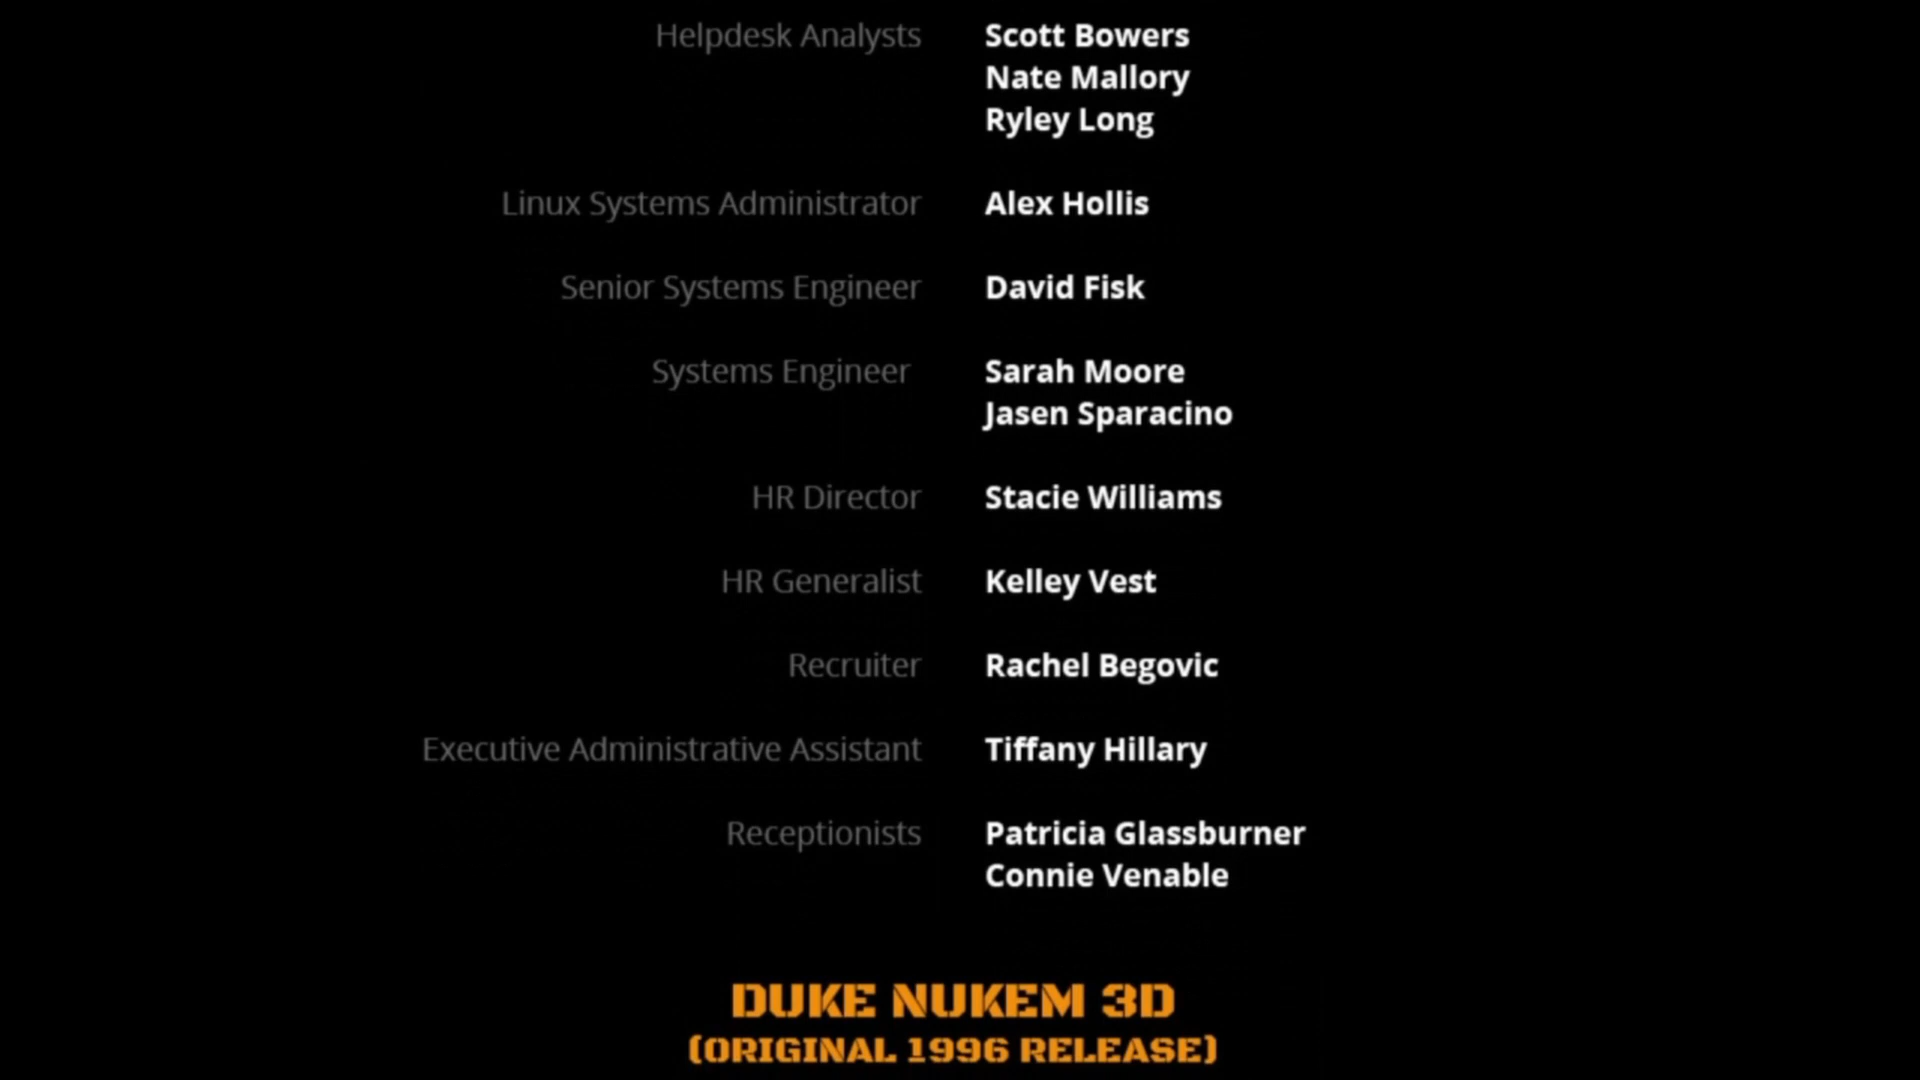 Helpdesk Analysts Scott Bowers
Nate Mallory
Ryley Long
Linux Systems Administrator Alex Hollis
Senior Systems Engineer David Fisk
Systems Engineer Sarah Moore
Jasen Sparacino
HR Director Stacie Williams
HR Generalist Kelley Vest
Recruiter Rachel Begovic
Executive Administrative Assistant Tiffany Hillary
Receptionists Patricia Glassburner
Connie Venable
DUKE NUKEM 3D
(ORIGINAL 1996 RELEASE)